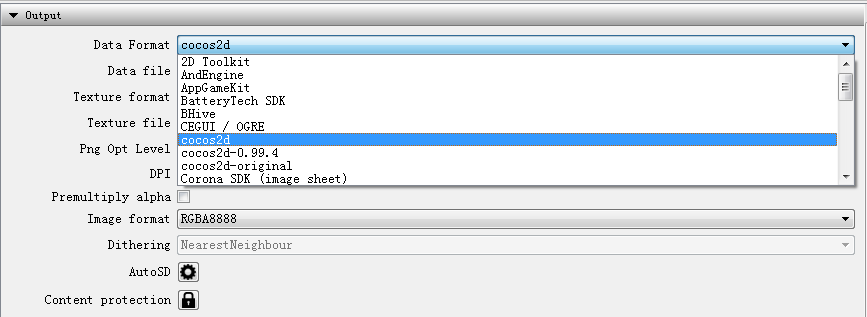 Output
Data Format cocos2d
2D Toolkit
Data file AndEngine
AppGameKit
Texture format BatteryTech SDK
BHive
Texture file CEGUI / OGRE
cocos2d
Png Opt Level cocos2d-0.99.4
cocos2d-original
DPI Corona SDK (image sheet)
Premultiply alpha
Image format RGBA8888
Dithering NearestNeighbour
AutoSD
Content protection